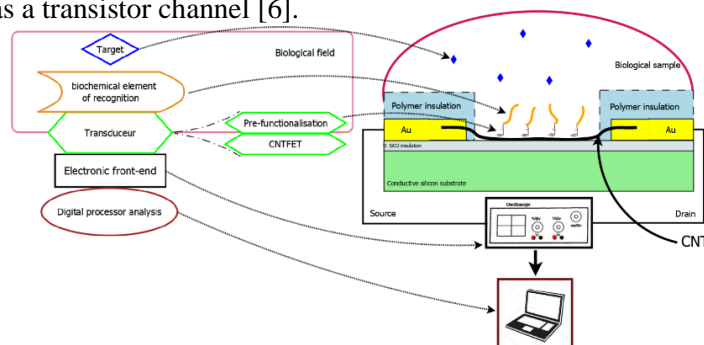 as a transistor channel [6].
Target
Biological field
biochemical element
of recognition
Transduceur
Pre-functionalisation
CNTFET
Electronic front-end
Digital processor analysis
Biological sample
Polymer insulation
Polymer insulation
Au
Au
SiO2 insulation
Conductive silicon substrate
Source
Drain
Oscilloscope
CNT